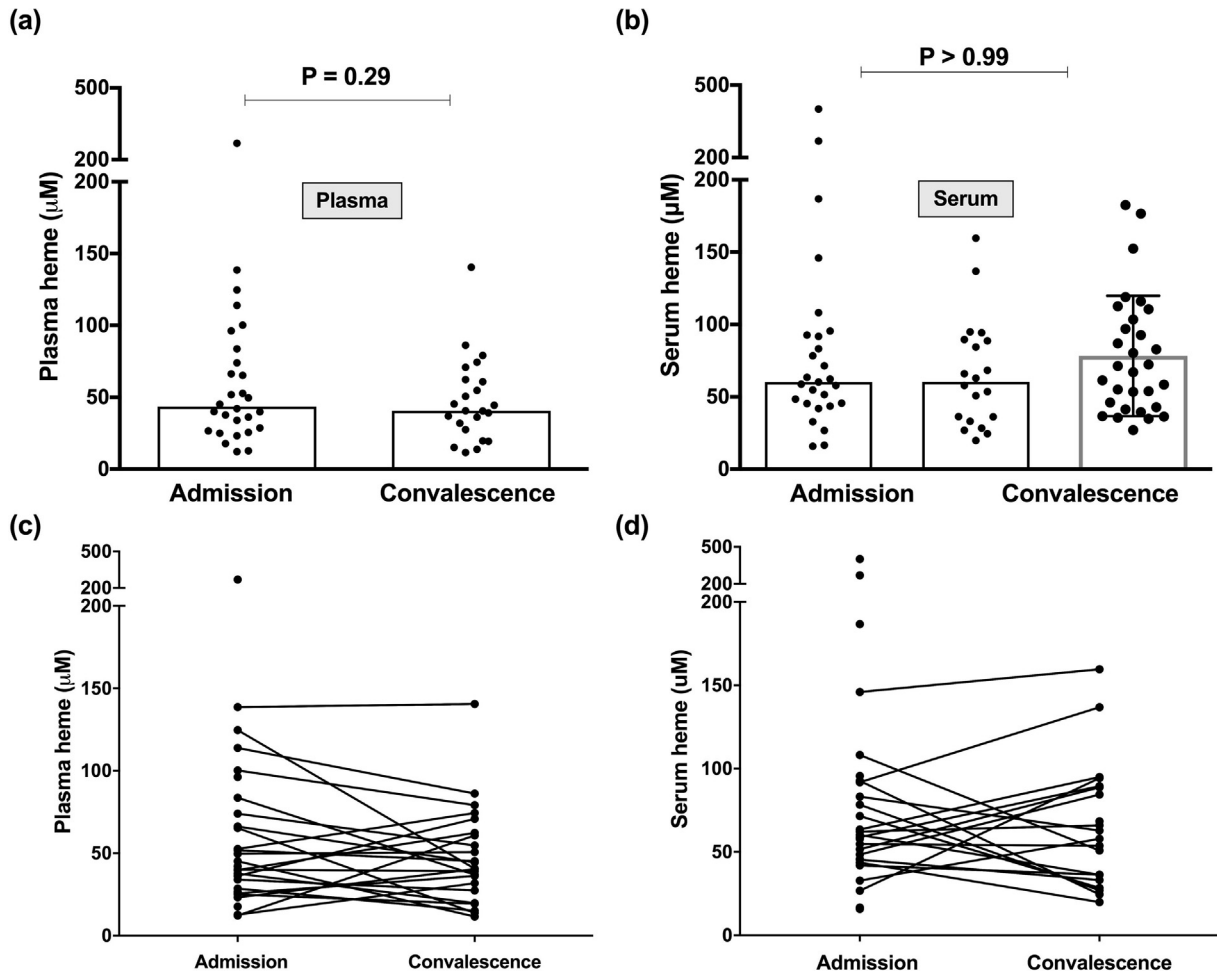 (a)
P = 0.29
500
200
200
150
100
50
0
Plasma heme (μM)
Plasma
Admission
Convalescence
(b)
P > 0.99
500
200
200
150
100
50
0
Serum heme (μM)
Serum
Admission
Convalescence
(c)
500
200
200
150
100
50
0
Plasma heme (μM)
Admission
Convalescence
(d)
500
200
200
150
100
50
0
Serum heme (uM)
Admission
Convalescence